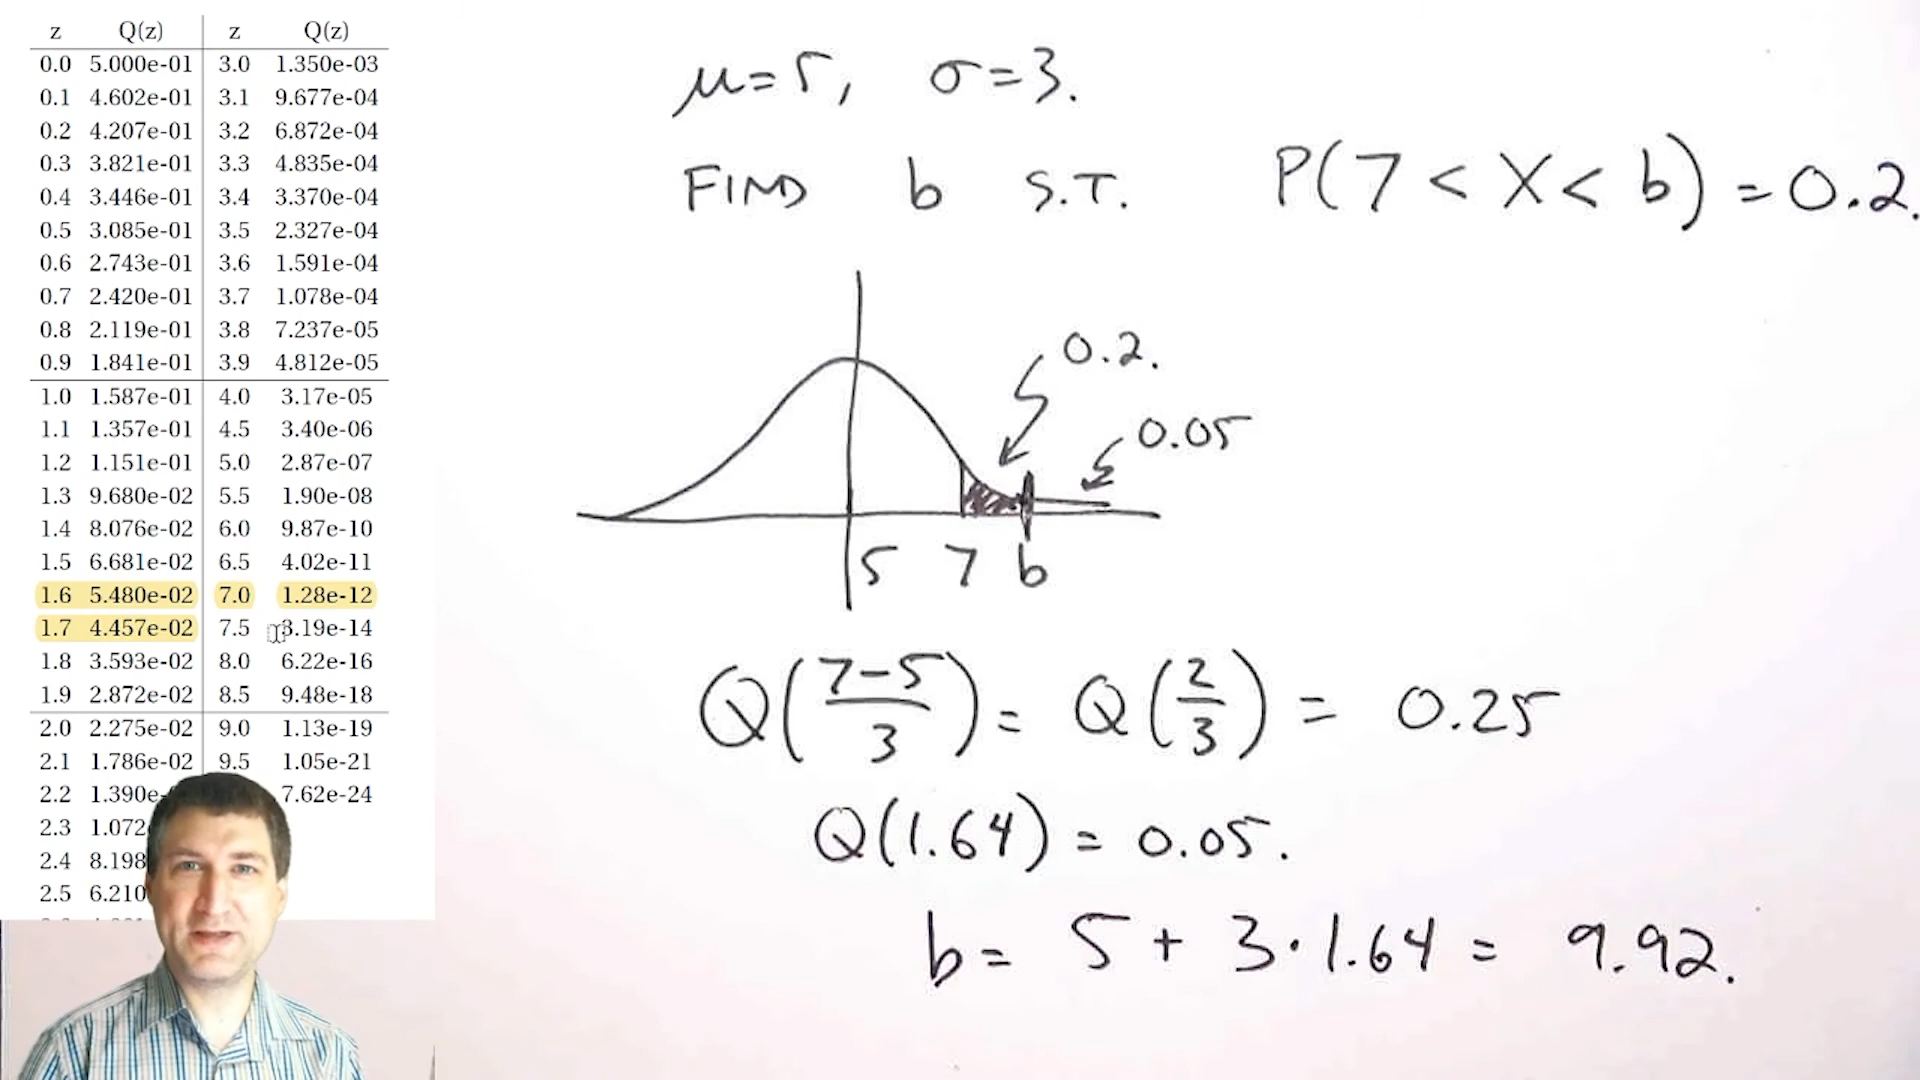 z Q(z) z Q(z)
0.0 5.000e-01 3.0 1.350e-03
0.1 4.602e-01 3.1 9.677e-04
0.2 4.207e-01 3.2 6.872e-04
0.3 3.821e-01 3.3 4.835e-04
0.4 3.446e-01 3.4 3.370e-04
0.5 3.085e-01 3.5 2.327e-04
0.6 2.743e-01 3.6 1.591e-04
0.7 2.420e-01 3.7 1.078e-04
0.8 2.119e-01 3.8 7.237e-05
0.9 1.841e-01 3.9 4.812e-05
1.0 1.587e-01 4.0 3.17e-05
1.1 1.357e-01 4.5 3.40e-06
1.2 1.151e-01 5.0 2.87e-07
1.3 9.680e-02 5.5 1.90e-08
1.4 8.076e-02 6.0 9.87e-10
1.5 6.681e-02 6.5 4.02e-11
1.6 5.480e-02 7.0 1.28e-12
1.7 4.457e-02 7.5 3.19e-14
1.8 3.593e-02 8.0 6.22e-16
1.9 2.872e-02 8.5 9.48e-18
2.0 2.275e-02 9.0 1.13e-19
2.1 1.786e-02 9.5 1.05e-21
2.2 1.390e- 7.62e-24
2.3 1.072
2.4 8.198
2.5 6.210
μ=5, σ=3.
FIND b S.T. P(7 < X < b) = 0.2.
0.2.
0.05
5 7 b
Q((7-5)/3) = Q(2/3) = 0.25
Q(1.64) = 0.05.
b = 5 + 3·1.64 = 9.92.